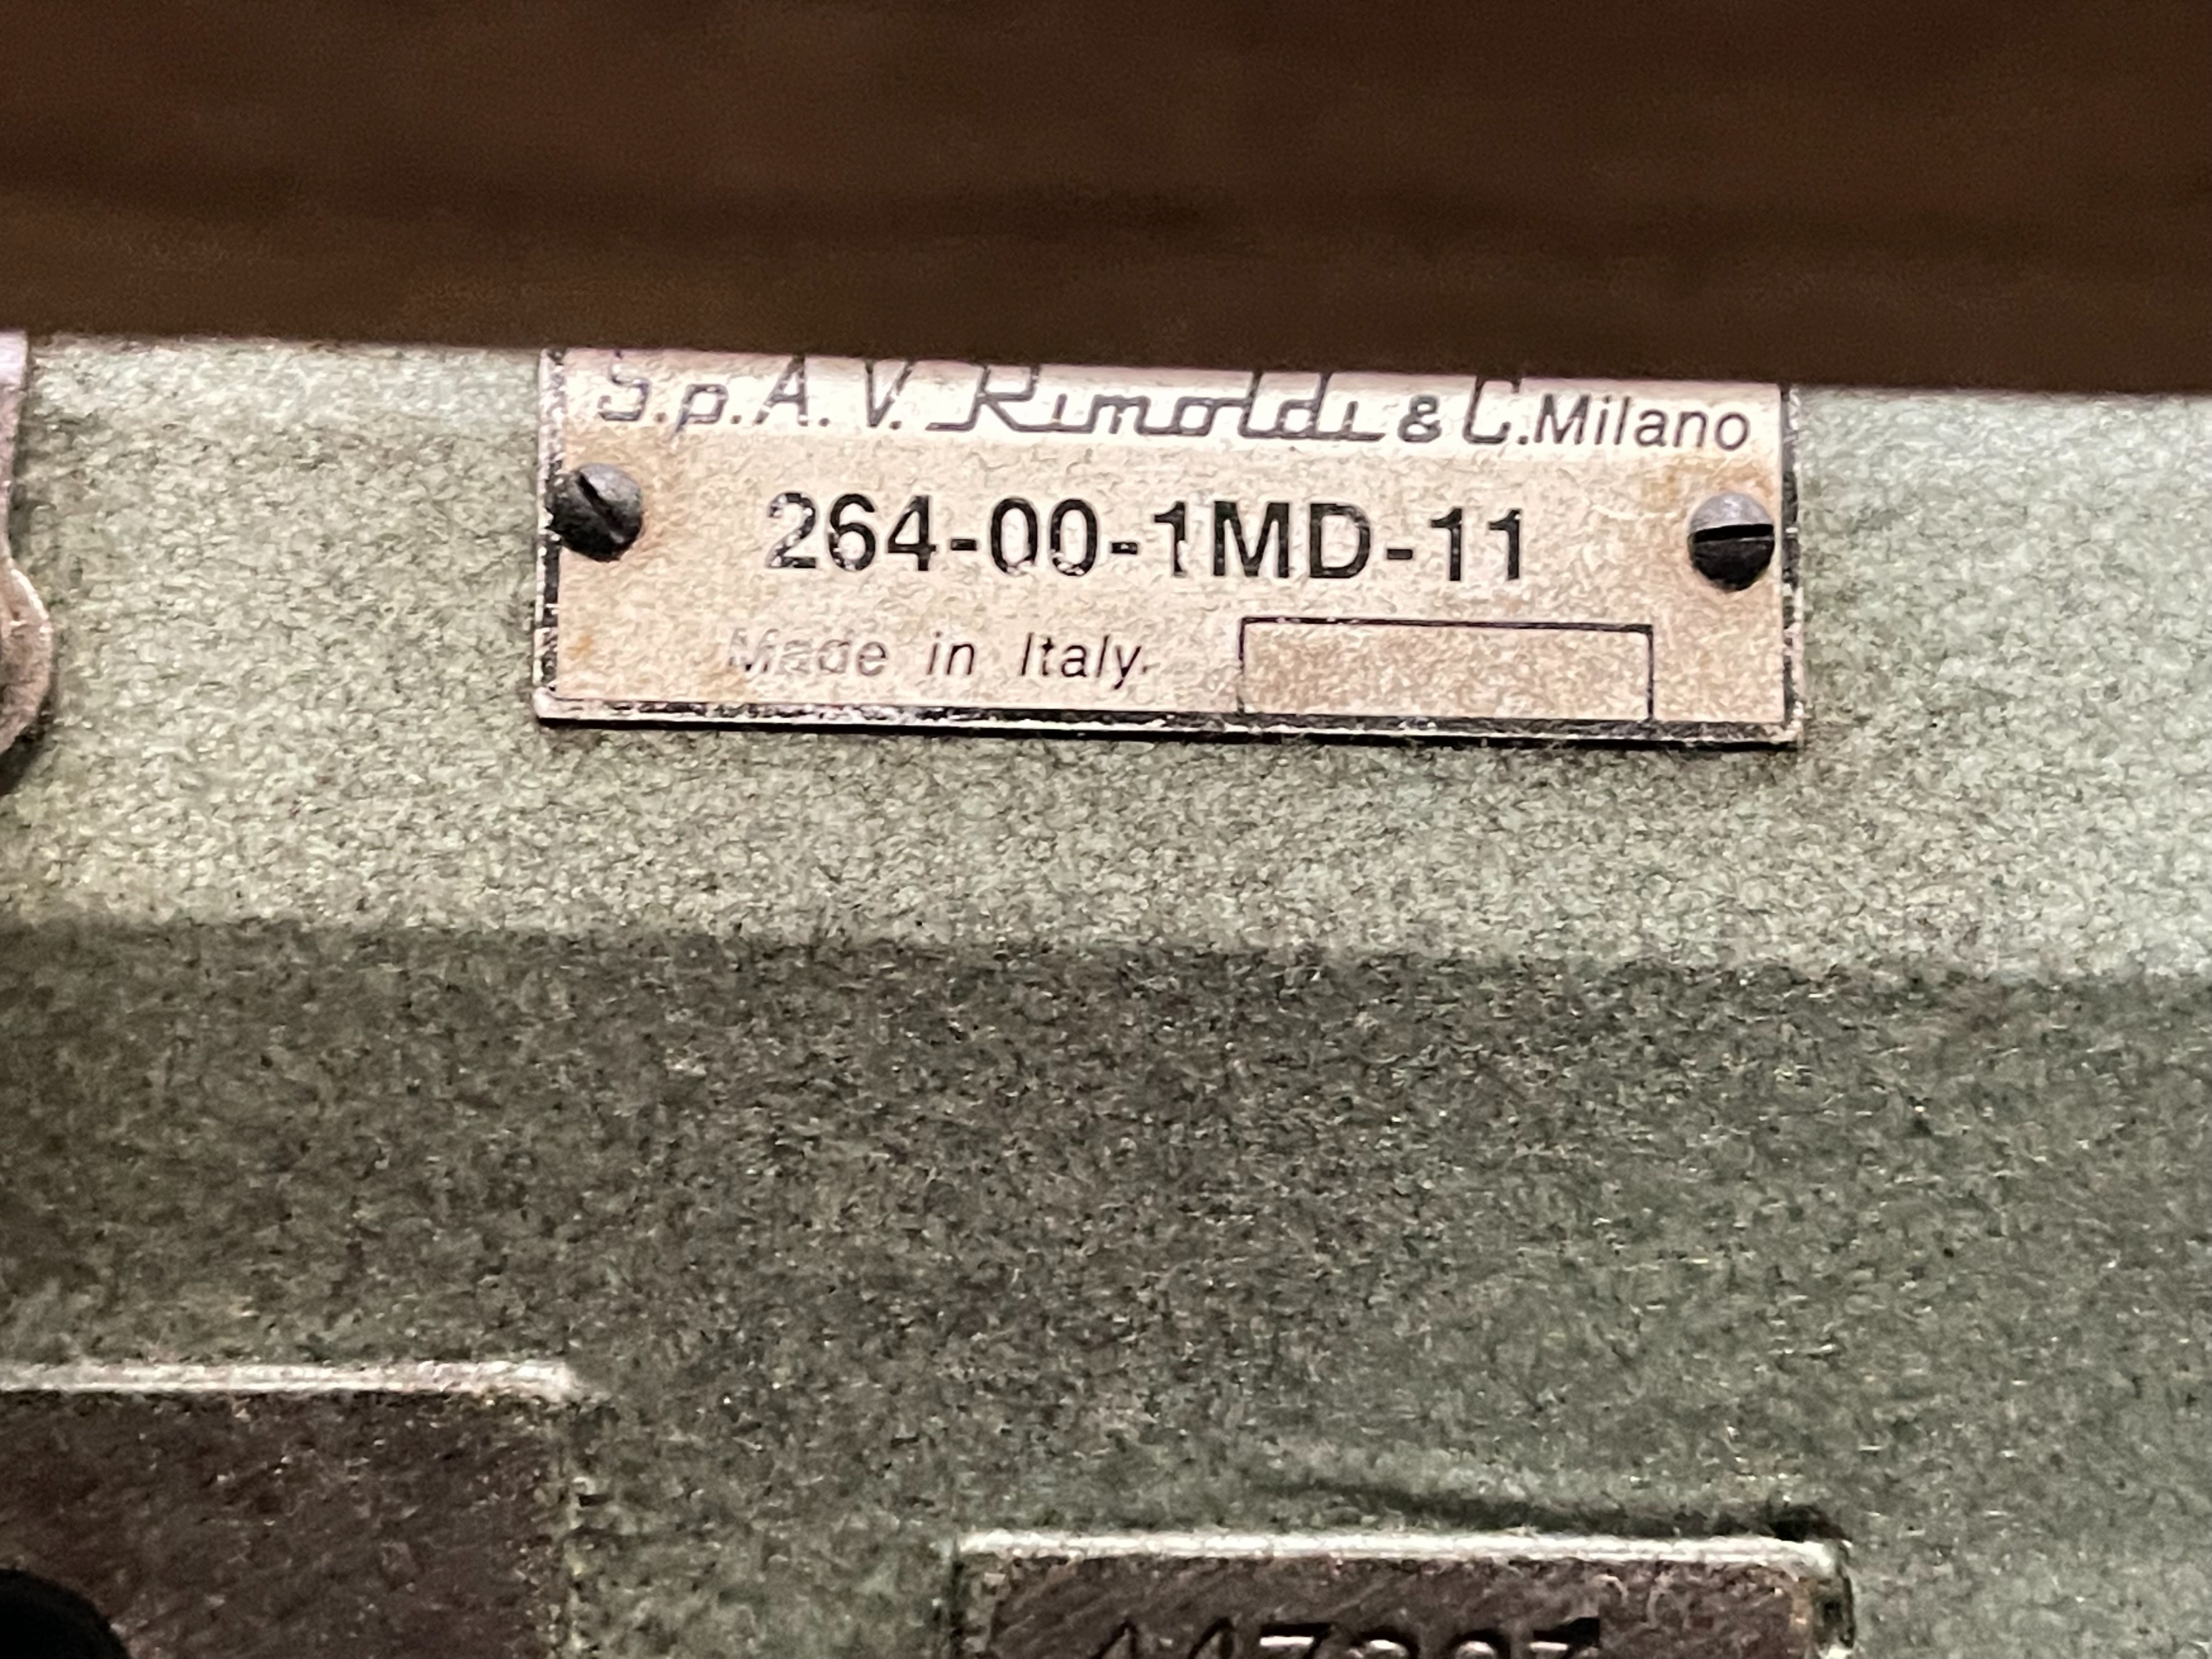 S.p.A. V. Rimoldi & C. Milano
264-00-1MD-11
Made in Italy.